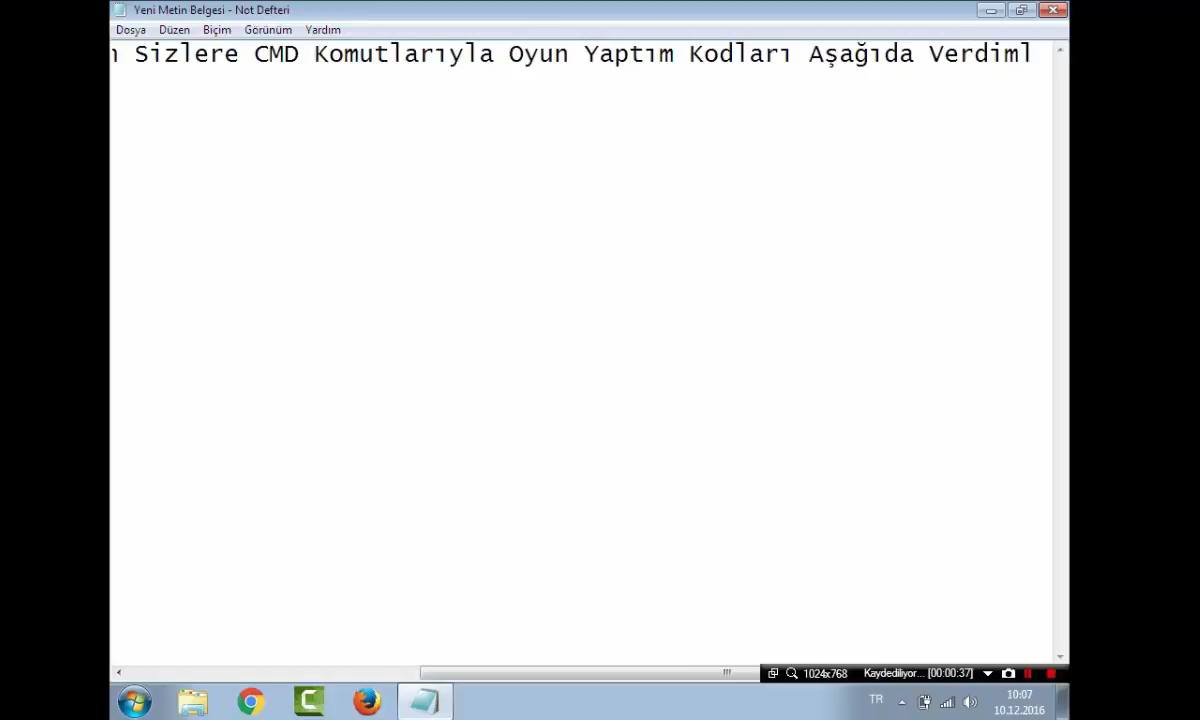 Yeni Metin Belgesi - Not Defteri
Dosya Düzen Biçim Görünüm Yardım
Sizlere CMD Komutlarıyla Oyun Yaptım Kodları Aşağıda Verdiml
1024x768 Kaydediliyor... [00:00:37]
TR
10:07
10.12.2016